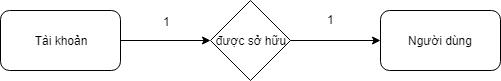 Tài khoản
1
được sở hữu
1
Người dùng